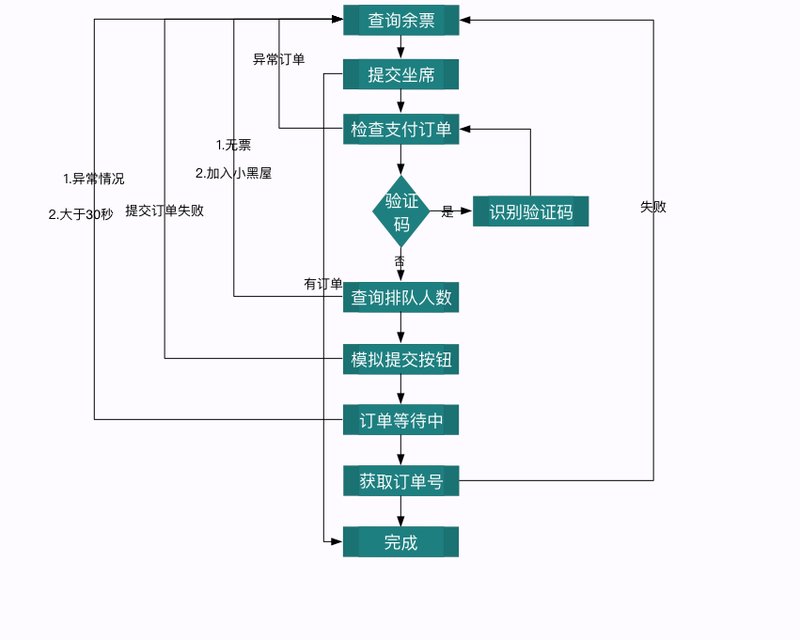 查询余票
异常订单
提交坐席
检查支付订单
1.无票
2.加入小黑屋
1.异常情况
2.大于30秒
提交订单失败
验证
码
是
识别验证码
失败
否
有订单
查询排队人数
模拟提交按钮
订单等待中
获取订单号
完成